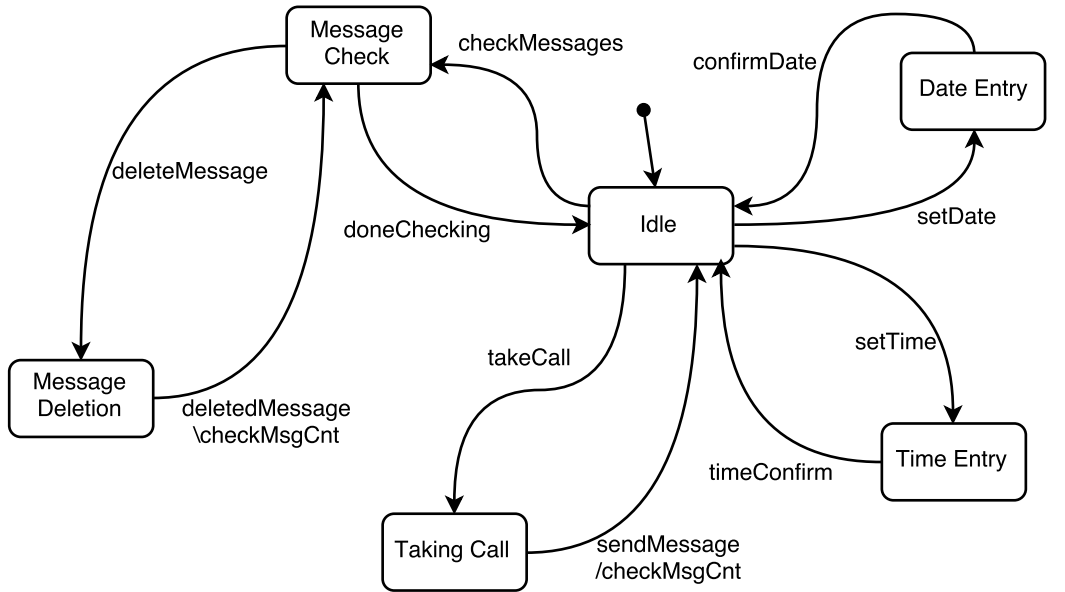 Message
Check
checkMessages
confirmDate
Date Entry
deleteMessage
doneChecking
Idle
setDate
setTime
takeCall
Message
Deletion
deletedMessage
\checkMsgCnt
timeConfirm
Time Entry
Taking Call
sendMessage
/checkMsgCnt